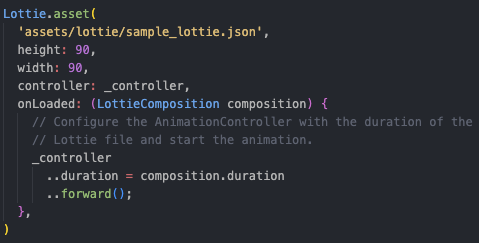 Lottie.asset(
  'assets/lottie/sample_lottie.json',
  height: 90,
  width: 90,
  controller: _controller,
  onLoaded: (LottieComposition composition) {
    // Configure the AnimationController with the duration of the
    // Lottie file and start the animation.
    _controller
      ..duration = composition.duration
      ..forward();
  },
)